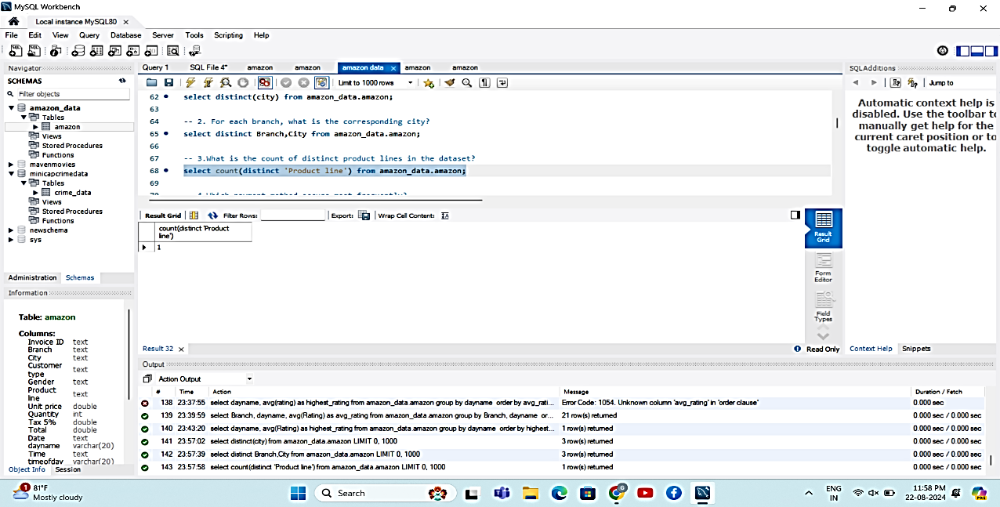 MySQL Workbench
Local instance MySQL80
File Edit View Query Database Server Tools Scripting Help
Navigator
SCHEMAS
Filter objects
amazon_data
Tables
amazon
Views
Stored Procedures
Functions
mavenmovies
minicapcrimedata
Tables
crime_data
Views
Stored Procedures
Functions
newschema
sys
Administration Schemas
Information
Table: amazon
Columns:
Invoice ID text
Branch text
City text
Customer type text
Gender text
Product line text
Unit price double
Quantity int
Tax 5% double
Total double
Date text
dayname varchar(20)
Time text
timeofday varchar(20)
Object Info Session
Query 1 SQL File 4* amazon amazon amazon data amazon amazon
Limit to 1000 rows
62 select distinct(city) from amazon_data.amazon;
63
64 -- 2. For each branch, what is the corresponding city?
65 select distinct Branch,City from amazon_data.amazon;
66
67 -- 3.What is the count of distinct product lines in the dataset?
68 select count(distinct 'Product line') from amazon_data.amazon;
69
Result Grid Filter Rows: Export: Wrap Cell Content:
count(distinct 'Product
line')
1
Result Grid
Form Editor
Field Types
Result 32
Read Only
SQLAdditions
Jump to
Automatic context help is
disabled. Use the toolbar to
manually get help for the
current caret position or to
toggle automatic help.
Context Help Snippets
Output
Action Output
# Time Action Message Duration / Fetch
138 23:37:55 select dayname, avg(rating) as highest_rating from amazon_data.amazon group by dayname order by avg_rati... Error Code: 1054. Unknown column 'avg_rating' in 'order clause' 0.000 sec
139 23:39:59 select Branch, dayname, avg(Rating) as avg_rating from amazon_data.amazon group by Branch, dayname or... 21 row(s) returned 0.000 sec / 0.000 sec
140 23:43:20 select dayname, avg(Rating) as highest_rating from amazon_data.amazon group by dayname order by highest... 1 row(s) returned 0.000 sec / 0.000 sec
141 23:57:02 select distinct(city) from amazon_data.amazon LIMIT 0, 1000 3 row(s) returned 0.000 sec / 0.000 sec
142 23:57:39 select distinct Branch,City from amazon_data.amazon LIMIT 0, 1000 3 row(s) returned 0.000 sec / 0.000 sec
143 23:57:58 select count(distinct 'Product line') from amazon_data.amazon LIMIT 0, 1000 1 row(s) returned 0.000 sec / 0.000 sec
1
81°F
Mostly cloudy
Search
G
ENG
IN
11:58 PM
22-08-2024
PRE